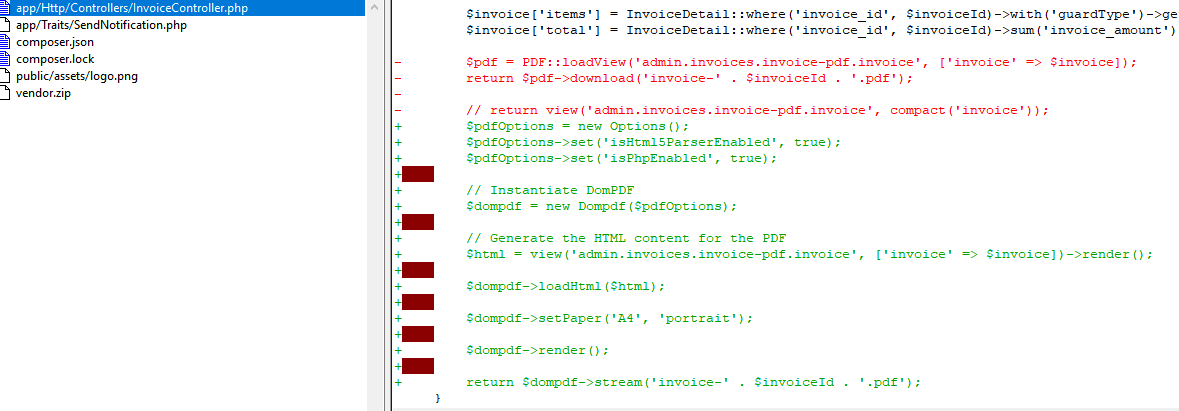 app/Http/Controllers/InvoiceController.php
app/Traits/SendNotification.php
composer.json
composer.lock
public/assets/logo.png
vendor.zip
$invoice['items'] = InvoiceDetail::where('invoice_id', $invoiceId)->with('guardType')->ge
$invoice['total'] = InvoiceDetail::where('invoice_id', $invoiceId)->sum('invoice_amount')
- $pdf = PDF::loadView('admin.invoices.invoice-pdf.invoice', ['invoice' => $invoice]);
- return $pdf->download('invoice-' . $invoiceId . '.pdf');
-
- // return view('admin.invoices.invoice-pdf.invoice', compact('invoice'));
+ $pdfOptions = new Options();
+ $pdfOptions->set('isHtml5ParserEnabled', true);
+ $pdfOptions->set('isPhpEnabled', true);
+
+ // Instantiate DomPDF
+ $dompdf = new Dompdf($pdfOptions);
+
+ // Generate the HTML content for the PDF
+ $html = view('admin.invoices.invoice-pdf.invoice', ['invoice' => $invoice])->render();
+
+ $dompdf->loadHtml($html);
+
+ $dompdf->setPaper('A4', 'portrait');
+
+ $dompdf->render();
+
+ return $dompdf->stream('invoice-' . $invoiceId . '.pdf');
}